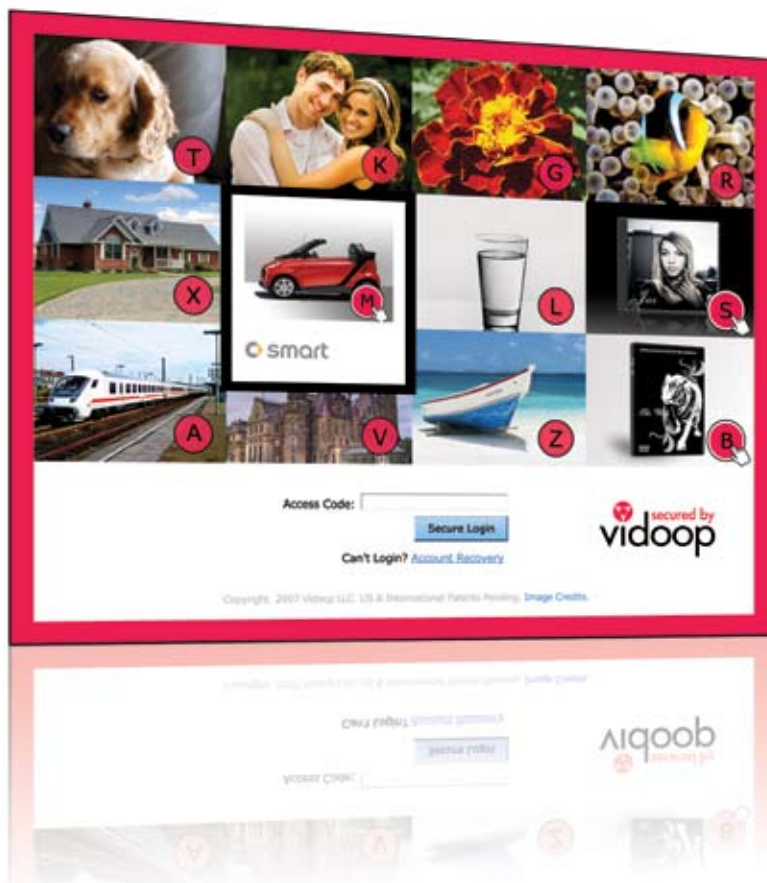 T
K
G
R
X
M
L
S
smart
A
V
Z
B
Access Code:
Secure Login
Can't Login? Account Recovery
secured by
vidoop
Copyright 2007 Vidoop LLC. US & International Patents Pending. Image Credits.